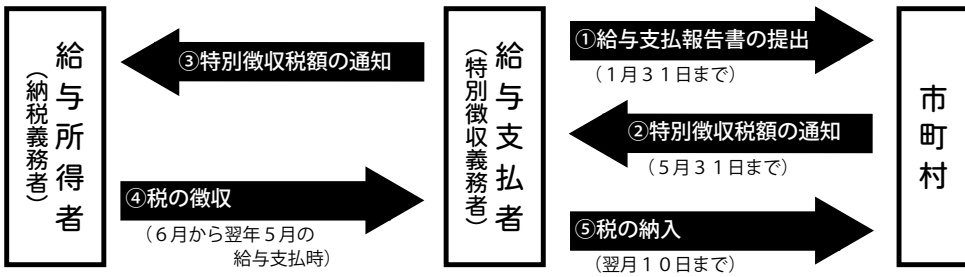 給与所得者
（納税義務者）
③特別徴収税額の通知
④税の徴収
（６月から翌年５月の
給与支払時）
給与支払者
（特別徴収義務者）
①給与支払報告書の提出
（１月３１日まで）
②特別徴収税額の通知
（５月３１日まで）
⑤税の納入
（翌月１０日まで）
市町村